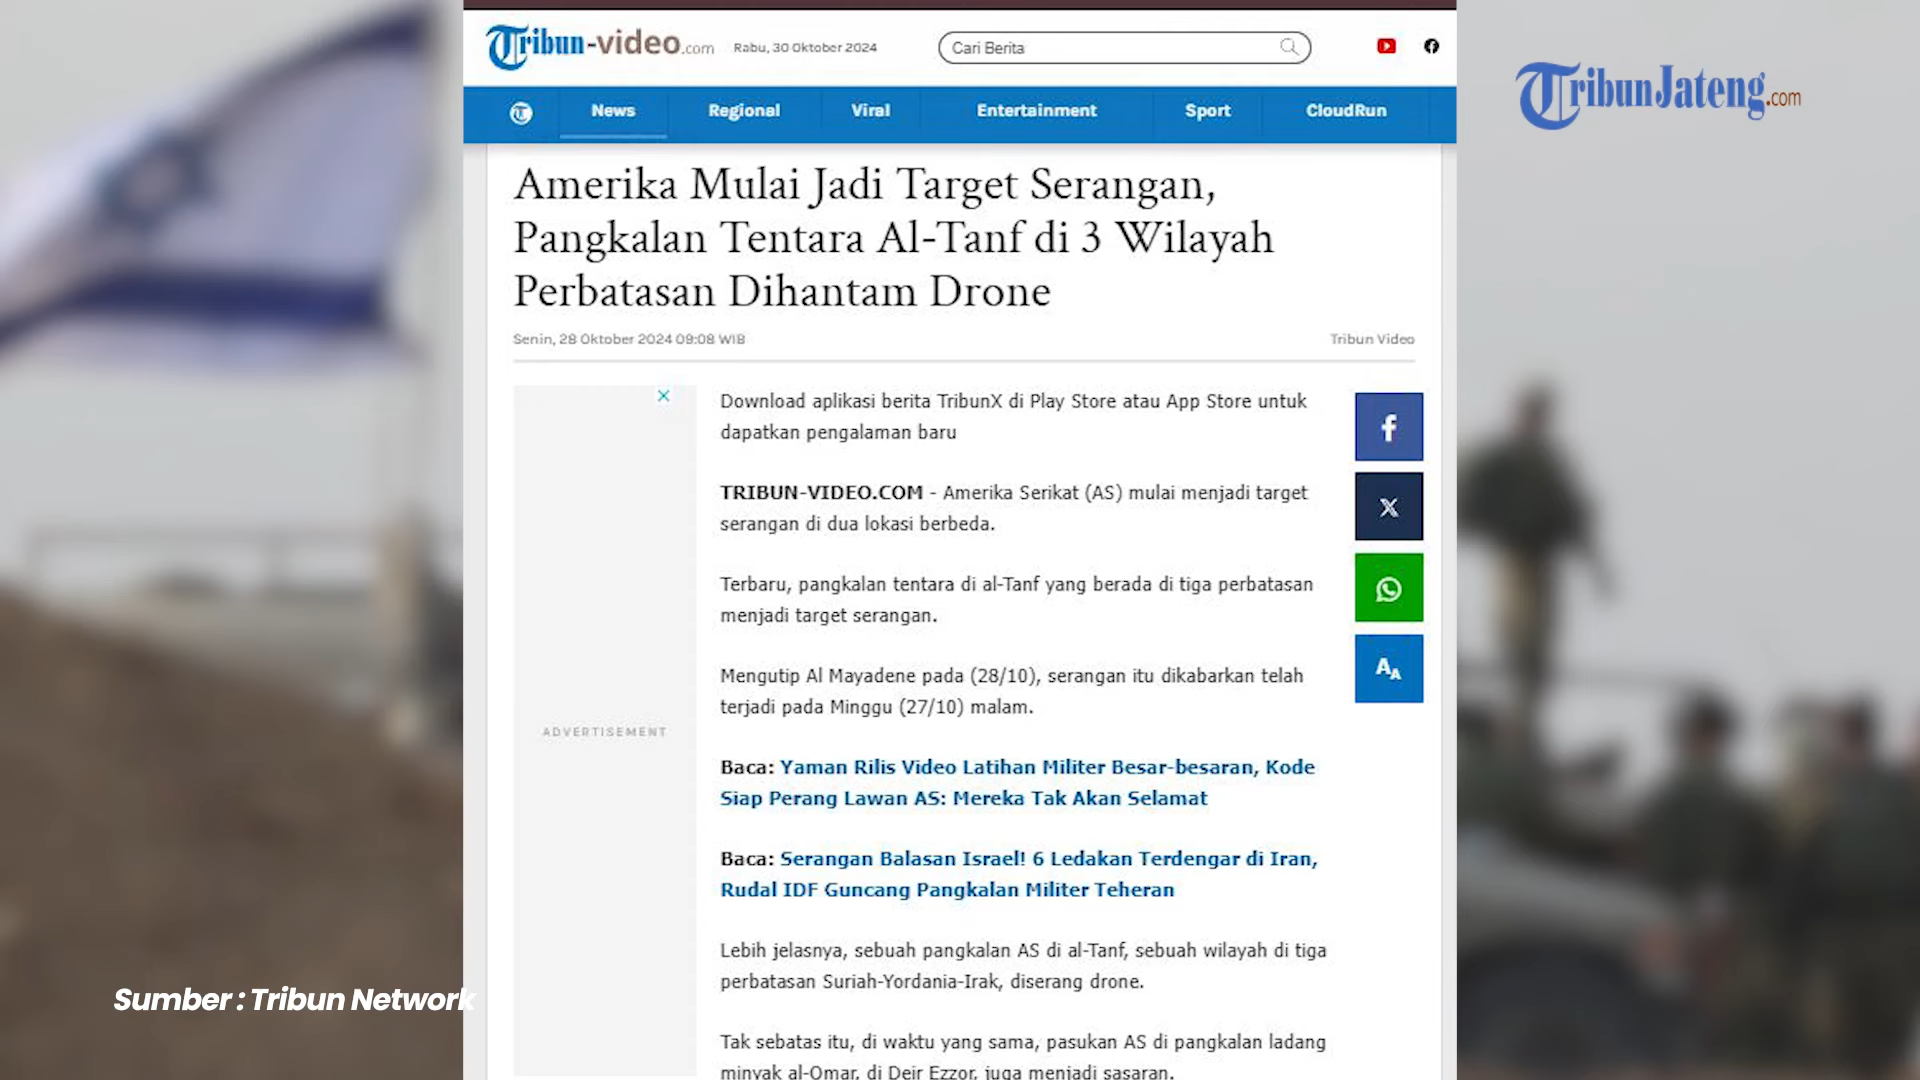 Tribun-video.com
Rabu, 30 Oktober 2024
Cari Berita
TribunJateng.com
News
Regional
Viral
Entertainment
Sport
CloudRun
Amerika Mulai Jadi Target Serangan,
Pangkalan Tentara Al-Tanf di 3 Wilayah
Perbatasan Dihantam Drone
Senin, 28 Oktober 2024 09:08 WIB
Tribun Video
Download aplikasi berita TribunX di Play Store atau App Store untuk
dapatkan pengalaman baru
TRIBUN-VIDEO.COM - Amerika Serikat (AS) mulai menjadi target
serangan di dua lokasi berbeda.
Terbaru, pangkalan tentara di al-Tanf yang berada di tiga perbatasan
menjadi target serangan.
Mengutip Al Mayadene pada (28/10), serangan itu dikabarkan telah
terjadi pada Minggu (27/10) malam.
ADVERTISEMENT
Baca: Yaman Rilis Video Latihan Militer Besar-besaran, Kode
Siap Perang Lawan AS: Mereka Tak Akan Selamat
Baca: Serangan Balasan Israel! 6 Ledakan Terdengar di Iran,
Rudal IDF Guncang Pangkalan Militer Teheran
Lebih jelasnya, sebuah pangkalan AS di al-Tanf, sebuah wilayah di tiga
perbatasan Suriah-Yordania-Irak, diserang drone.
Sumber : Tribun Network
Tak sebatas itu, di waktu yang sama, pasukan AS di pangkalan ladang
minyak al-Omar, di Deir Ezzor, juga menjadi sasaran.